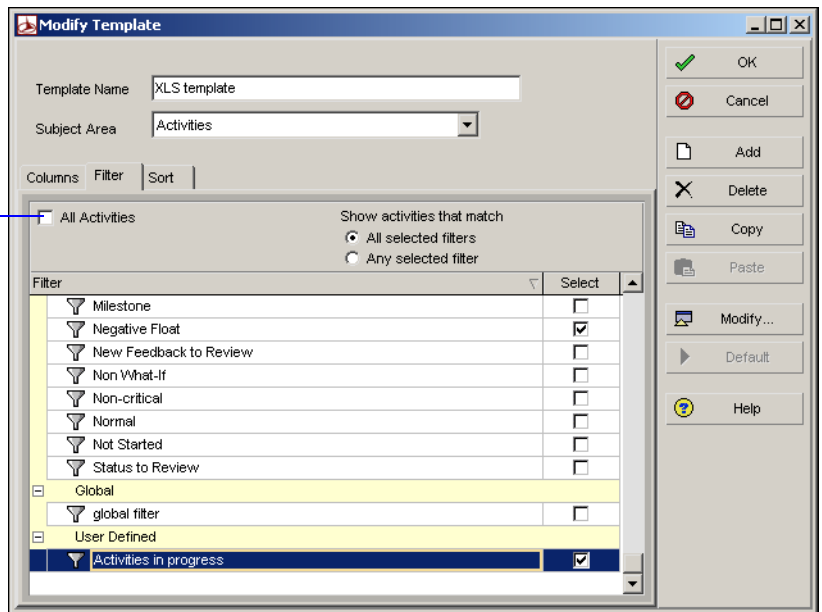 Modify Template
Template Name XLS template
Subject Area Activities
Columns Filter Sort
All Activities
Show activities that match
All selected filters
Any selected filter
Filter Select
Milestone
Negative Float
New Feedback to Review
Non What-If
Non-critical
Normal
Not Started
Status to Review
Global
global filter
User Defined
Activities in progress
OK
Cancel
Add
Delete
Copy
Paste
Modify...
Default
Help